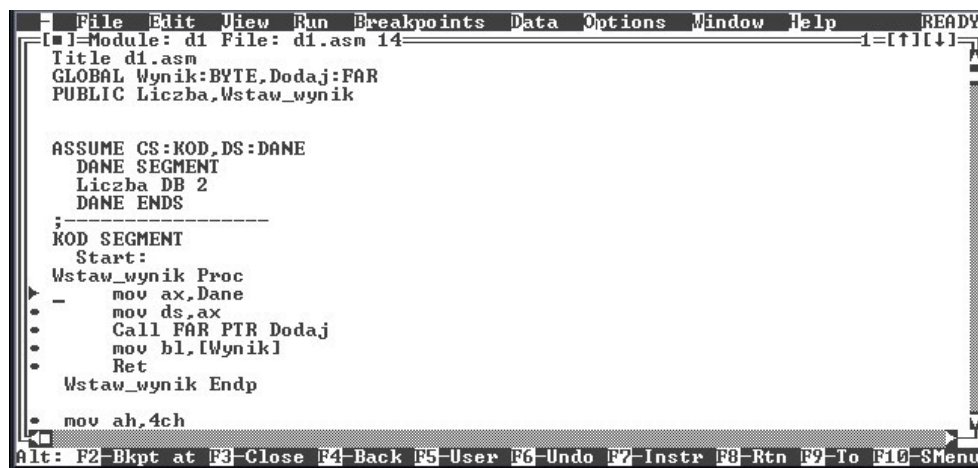 - File Edit View Run Breakpoints Data Options Window Help READY
[■]=Module: d1 File: d1.asm 14 1=[↑][↓]
Title d1.asm
GLOBAL Wynik:BYTE,Dodaj:FAR
PUBLIC Liczba,Wstaw_wynik
ASSUME CS:KOD,DS:DANE
DANE SEGMENT
Liczba DB 2
DANE ENDS
;------------------
KOD SEGMENT
Start:
Wstaw_wynik Proc
mov ax,Dane
mov ds,ax
Call FAR PTR Dodaj
mov bl,[Wynik]
Ret
Wstaw_wynik Endp
mov ah,4ch
Alt: F2-Bkpt at F3-Close F4-Back F5-User F6-Undo F7-Instr F8-Rtn F9-To F10-SMenu